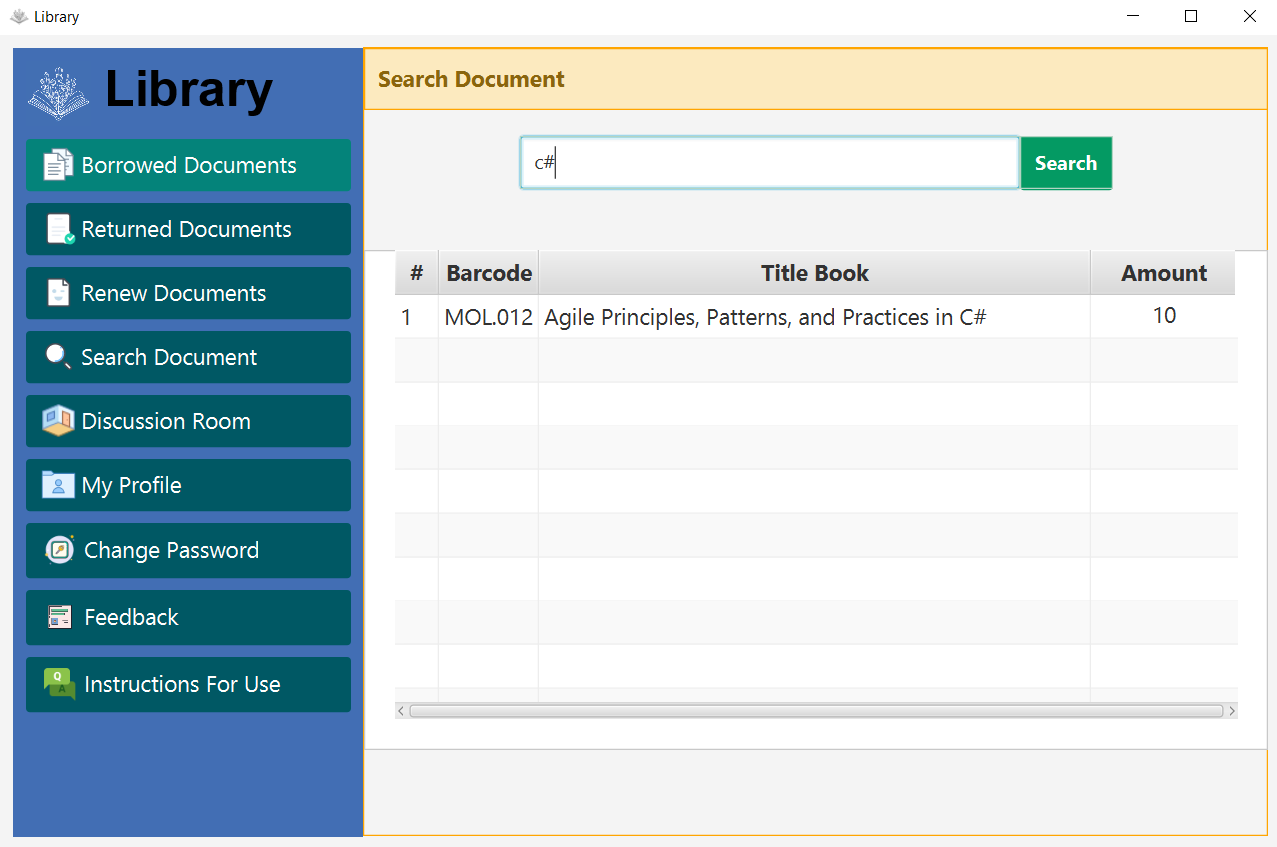 Library
Library
Borrowed Documents
Returned Documents
Renew Documents
Search Document
Discussion Room
My Profile
Change Password
Feedback
Q
A
Instructions For Use
Search Document
c#
Search
# Barcode Title Book Amount
1 MOL.012 Agile Principles, Patterns, and Practices in C# 10